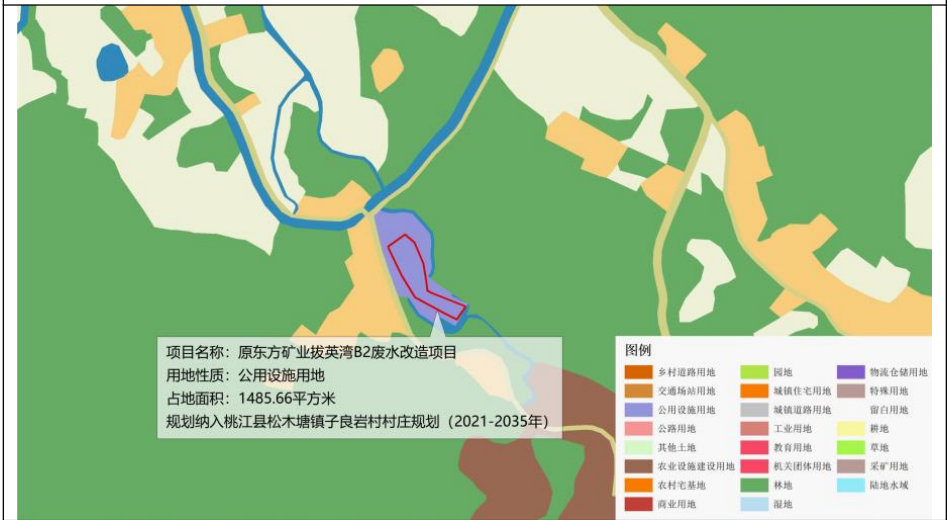 项目名称：原东方矿业拔英湾B2废水改造项目
用地性质：公用设施用地
占地面积：1485.66平方米
规划纳入桃江县松木塘镇子良岩村村庄规划（2021-2035年）
图例
乡村道路用地 园地 物流仓储用地
交通场站用地 城镇住宅用地 特殊用地
公用设施用地 城镇道路用地 留白用地
公路用地 工业用地 耕地
其他土地 教育用地 草地
农业设施建设用地 机关团体用地 采矿用地
农村宅基地 林地 陆地水域
商业用地 湿地